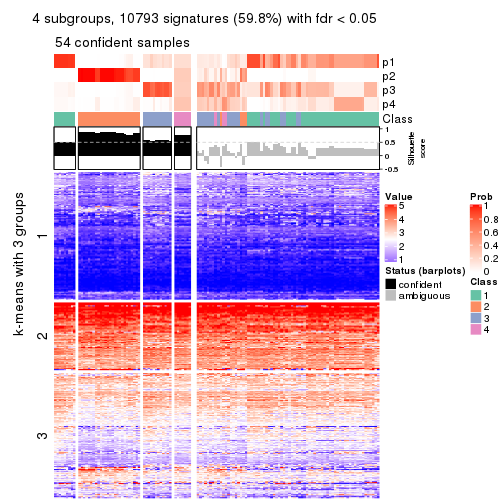 4 subgroups, 10793 signatures (59.8%) with fdr < 0.05
54 confident samples
p1
p2
p3
p4
Class
1
0.5
0
-0.5
Silhouette
score
k-means with 3 groups
1
2
3
Value
5
4
3
2
1
Status (barplots)
confident
ambiguous
Prob
1
0.8
0.6
0.4
0.2
0
Class
1
2
3
4